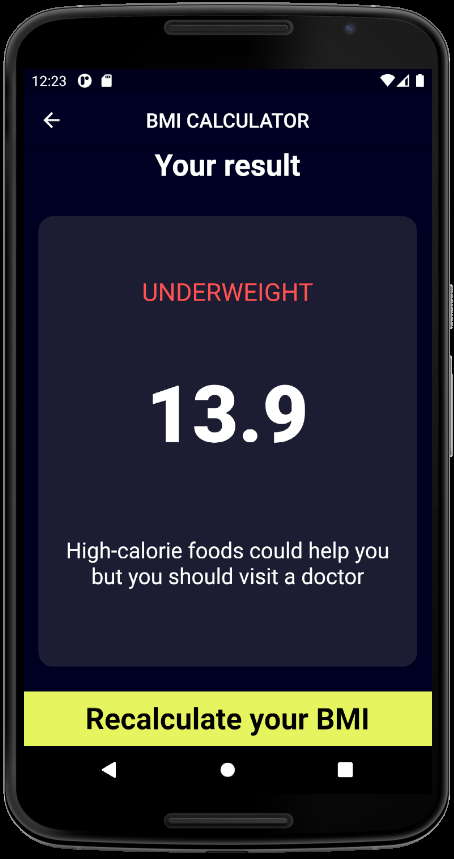 12:23
BMI CALCULATOR
Your result
UNDERWEIGHT
13.9
High-calorie foods could help you
but you should visit a doctor
Recalculate your BMI